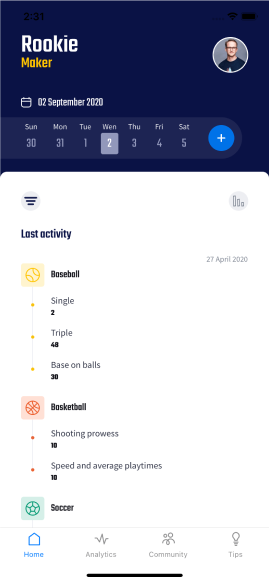 2:31
Rookie
Maker
02 September 2020
Sun Mon Tue Wen Thu Fri Sat
30 31 1 2 3 4 5
Last activity
27 April 2020
Baseball
Single
2
Triple
48
Base on balls
30
Basketball
Shooting prowess
10
Speed and average playtimes
10
Soccer
Home Analytics Community Tips